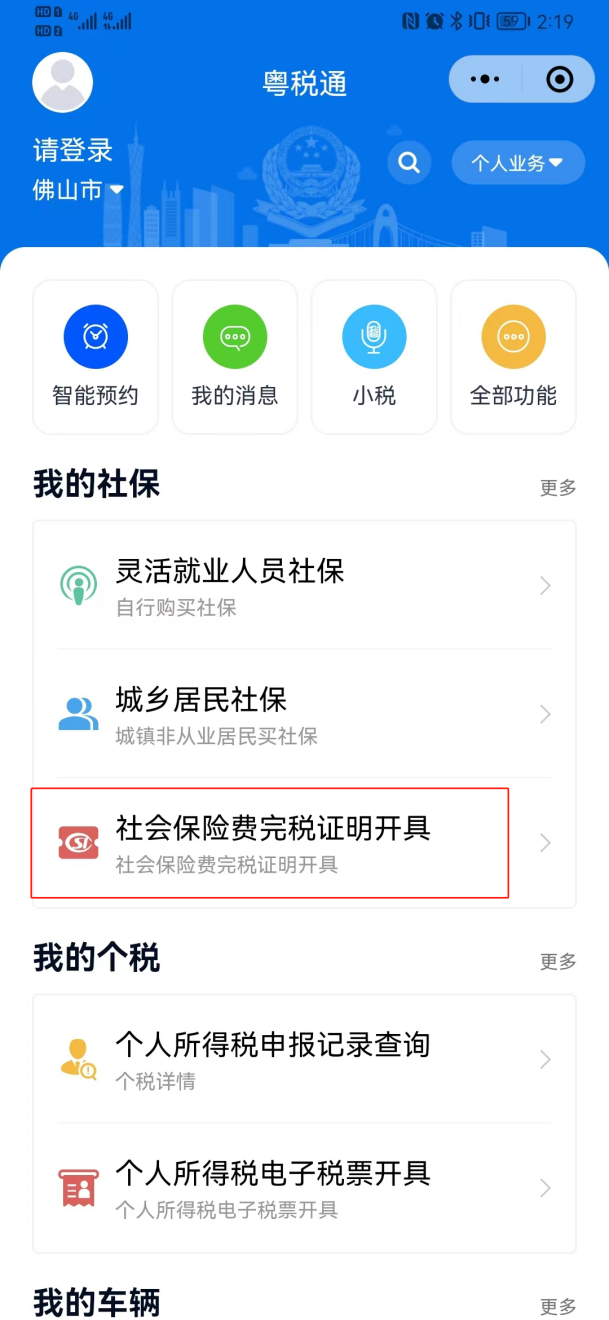 HD 1 4G 4G
HD 2
59 2:19
粤税通
请登录
佛山市
个人业务
智能预约
我的消息
小税
全部功能
我的社保
更多
灵活就业人员社保
自行购买社保
城乡居民社保
城镇非从业居民买社保
社会保险费完税证明开具
社会保险费完税证明开具
我的个税
更多
个人所得税申报记录查询
个税详情
个人所得税电子税票开具
个人所得税电子税票开具
我的车辆
更多